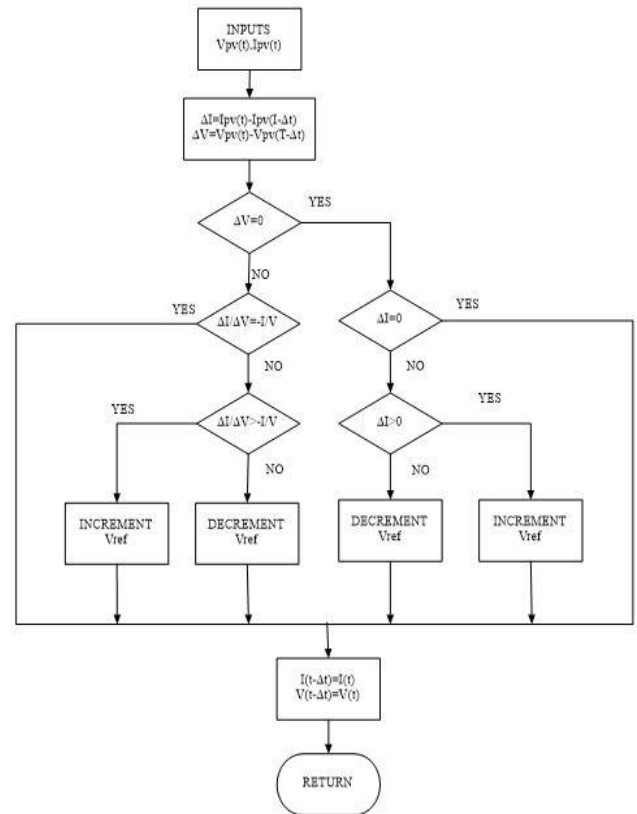 INPUTS
Vpv(t),Ipv(t)
ΔI=Ipv(t)-Ipv(I-Δt)
ΔV=Vpv(t)-Vpv(T-Δt)
YES
ΔV=0
NO
YES
ΔI/ΔV=-I/V
ΔI=0
YES
NO
NO
YES
ΔI/ΔV>-I/V
ΔI>0
YES
NO
NO
INCREMENT
Vref
DECREMENT
Vref
DECREMENT
Vref
INCREMENT
Vref
I(t-Δt)=I(t)
V(t-Δt)=V(t)
RETURN